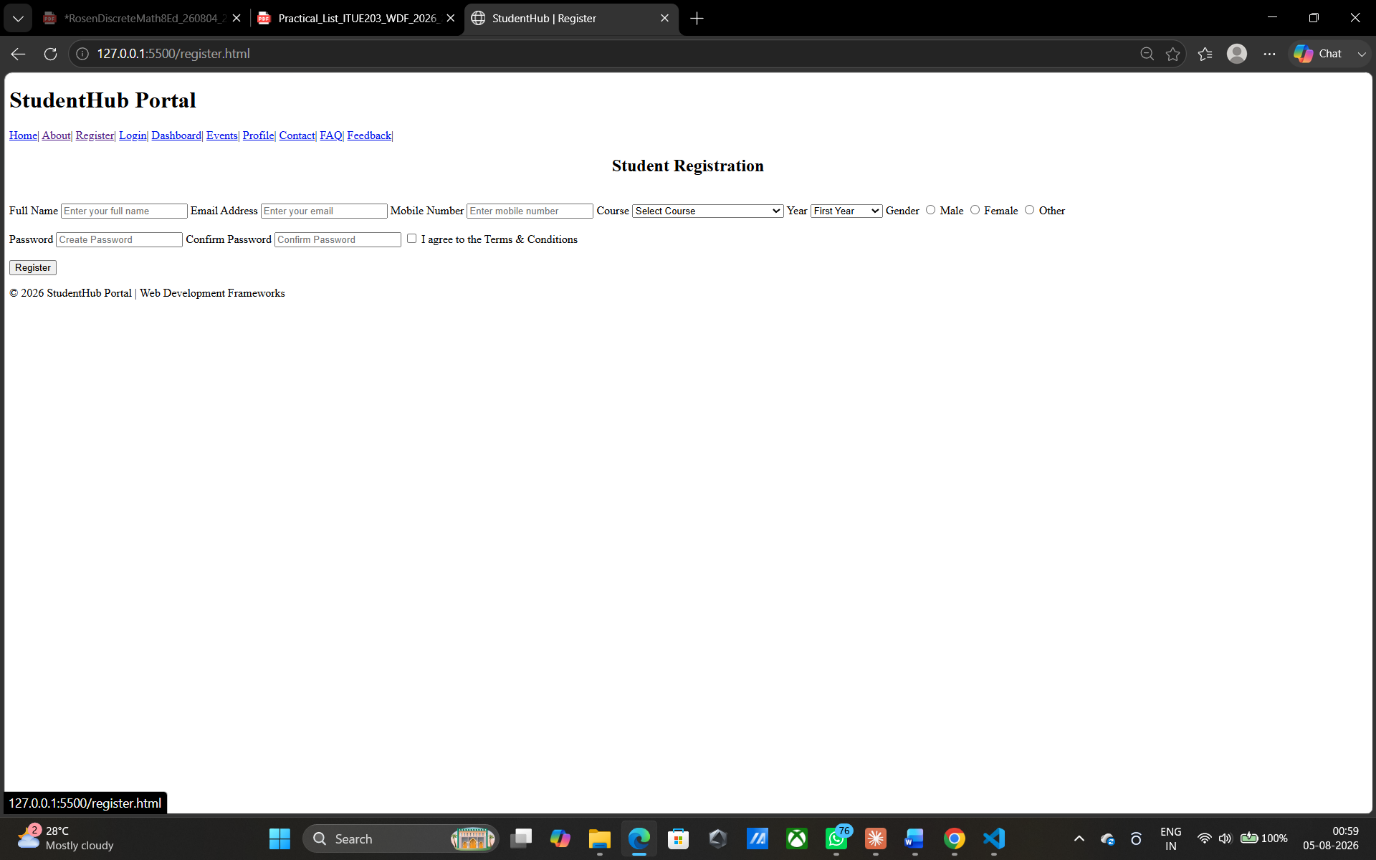 *RosenDiscreteMath8Ed_260804_2
Practical_List_ITUE203_WDF_2026_
StudentHub | Register
127.0.0.1:5500/register.html
Chat
StudentHub Portal
Home| About| Register| Login| Dashboard| Events| Profile| Contact| FAQ| Feedback|
Student Registration
Full Name Enter your full name Email Address Enter your email Mobile Number Enter mobile number Course Select Course Year First Year Gender Male Female Other
Password Create Password Confirm Password Confirm Password I agree to the Terms & Conditions
Register
© 2026 StudentHub Portal | Web Development Frameworks
127.0.0.1:5500/register.html
2
28°C
Mostly cloudy
Search
76
ENG
IN
100%
00:59
05-08-2026